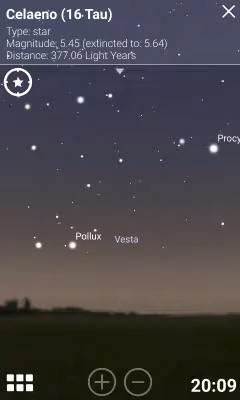 Celaeno (16 Tau)
Type: star
Magnitude: 5.45 (extincted to: 5.64)
Distance: 377.06 Light Years
Procy
Pollux
Vesta
20:09